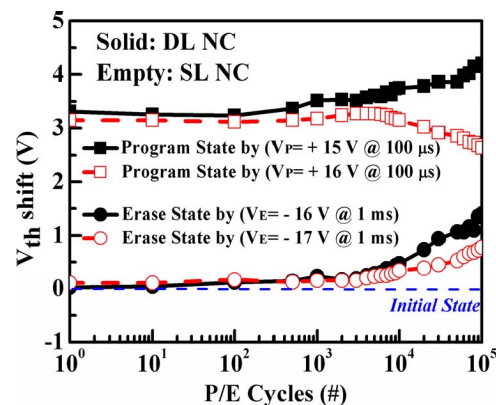 Solid: DL NC
Empty: SL NC
Program State by (VP= + 15 V @ 100 μs)
Program State by (VP= + 16 V @ 100 μs)
Erase State by (VE= - 16 V @ 1 ms)
Erase State by (VE= - 17 V @ 1 ms)
Initial State
Vth shift (V)
5
4
3
2
1
0
-1
10^0 10^1 10^2 10^3 10^4 10^5
P/E Cycles (#)